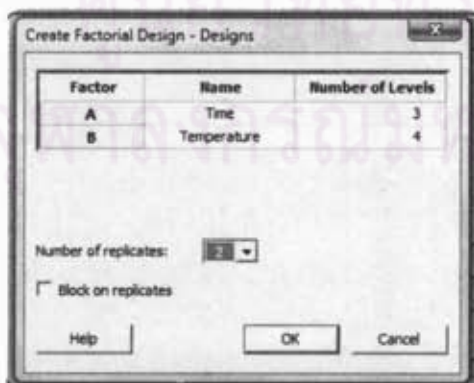 Create Factorial Design - Designs
Factor Name Number of Levels
A Time 3
B Temperature 4
Number of replicates: 2
Block on replicates
Help OK Cancel